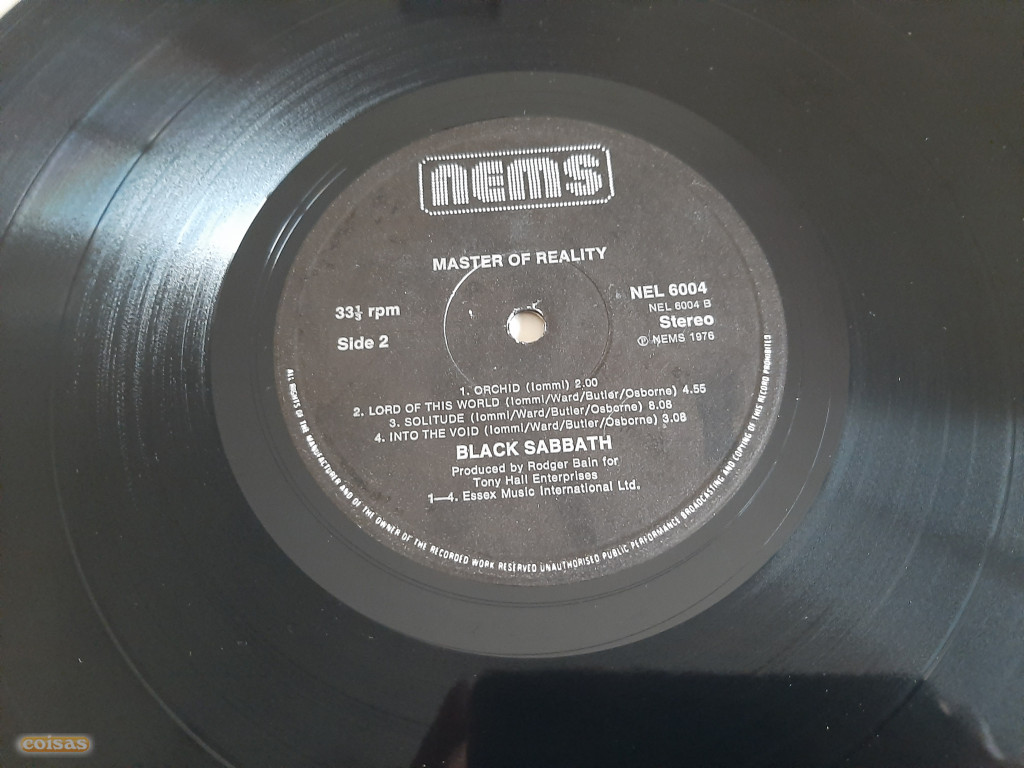 nems
MASTER OF REALITY
33⅓ rpm
Side 2
NEL 6004
NEL 6004 B
Stereo
℗ NEMS 1976
1. ORCHID (Iommi) 2.00
2. LORD OF THIS WORLD (Iommi/Ward/Butler/Osborne) 4.55
3. SOLITUDE (Iommi/Ward/Butler/Osborne) 8.08
4. INTO THE VOID (Iommi/Ward/Butler/Osborne) 3.08
BLACK SABBATH
Produced by Rodger Bain for
Tony Hall Enterprises
1—4. Essex Music International Ltd.
ALL RIGHTS OF THE MANUFACTURER AND OF THE OWNER OF THE RECORDED WORK RESERVED UNAUTHORISED PUBLIC PERFORMANCE BROADCASTING AND COPYING OF THIS RECORD PROHIBITED
coisas